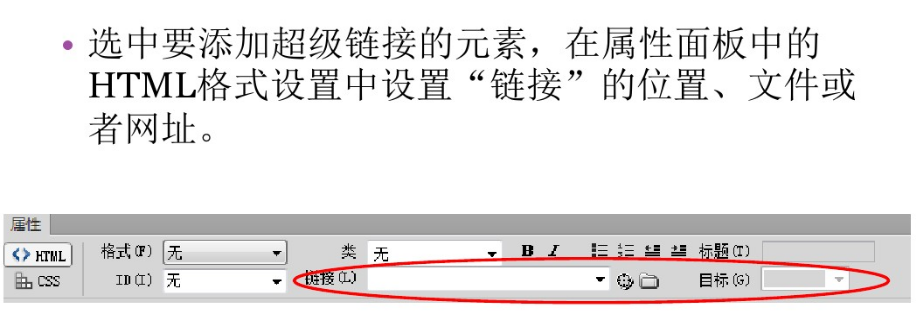 • 选中要添加超级链接的元素，在属性面板中的
HTML格式设置中设置“链接”的位置、文件或
者网址。
属性
<> HTML 格式(F) 无 类 无 B I 标题(T)
CSS ID(I) 无 链接(L) 目标(G)